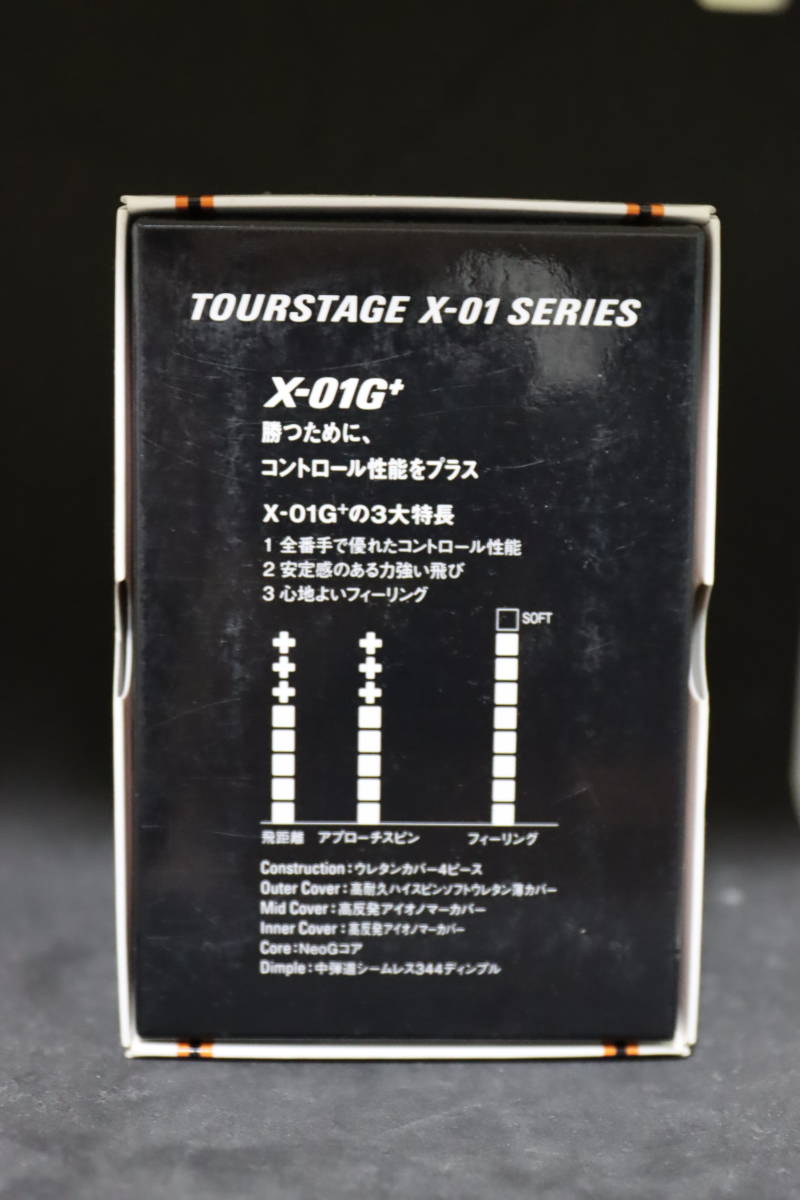 TOURSTAGE X-01 SERIES
X-01G+
勝つために、
コントロール性能をプラス
X-01G+の3大特長
1 全番手で優れたコントロール性能
2 安定感のある力強い飛び
3 心地よいフィーリング
SOFT
飛距離 アプローチスピン フィーリング
Construction:ウレタンカバー4ピース
Outer Cover:高耐久ハイスピンソフトウレタン薄カバー
Mid Cover:高反発アイオノマーカバー
Inner Cover:高反発アイオノマーカバー
Core:NeoGコア
Dimple:中弾道シームレス344ディンプル